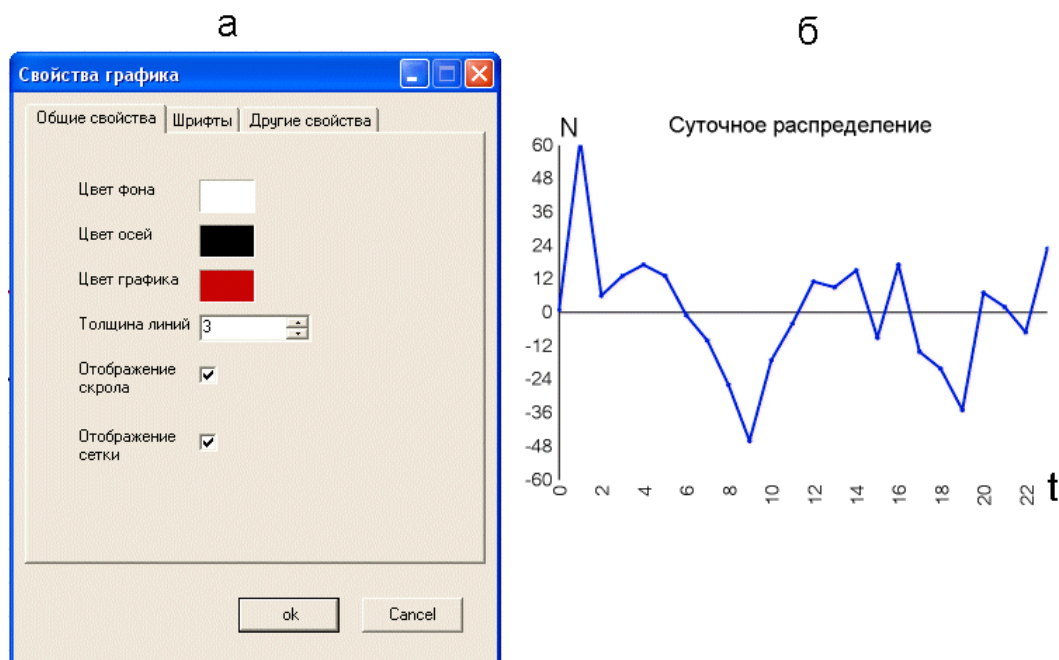 а
Свойства графика
Общие свойства Шрифты Другие свойства
Цвет фона
Цвет осей
Цвет графика
Толщина линий 3
Отображение
скрола
Отображение
сетки
ok Cancel
б
Суточное распределение
N
60
48
36
24
12
0
-12
-24
-36
-48
-60
0 2 4 6 8 10 12 14 16 18 20 22 t